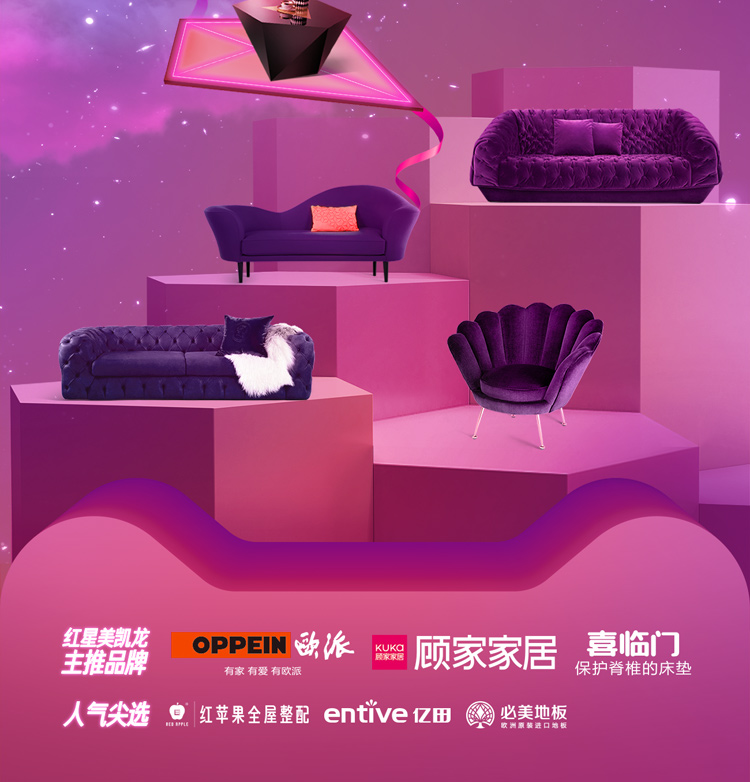 红星美凯龙
主推品牌
OPPEIN 欧派
有家 有爱 有欧派
KUKa
顾家家居
顾家家居
喜临门
保护脊椎的床垫
人气尖选
RED APPLE
红苹果全屋整配
entive 亿田
必美地板
欧洲原装进口地板